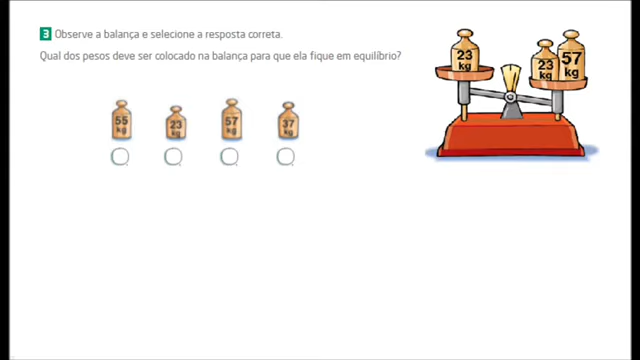 3 Observe a balança e selecione a resposta correta.
Qual dos pesos deve ser colocado na balança para que ela fique em equilíbrio?
23
kg
23
kg
57
kg
55
kg
23
kg
57
kg
37
kg